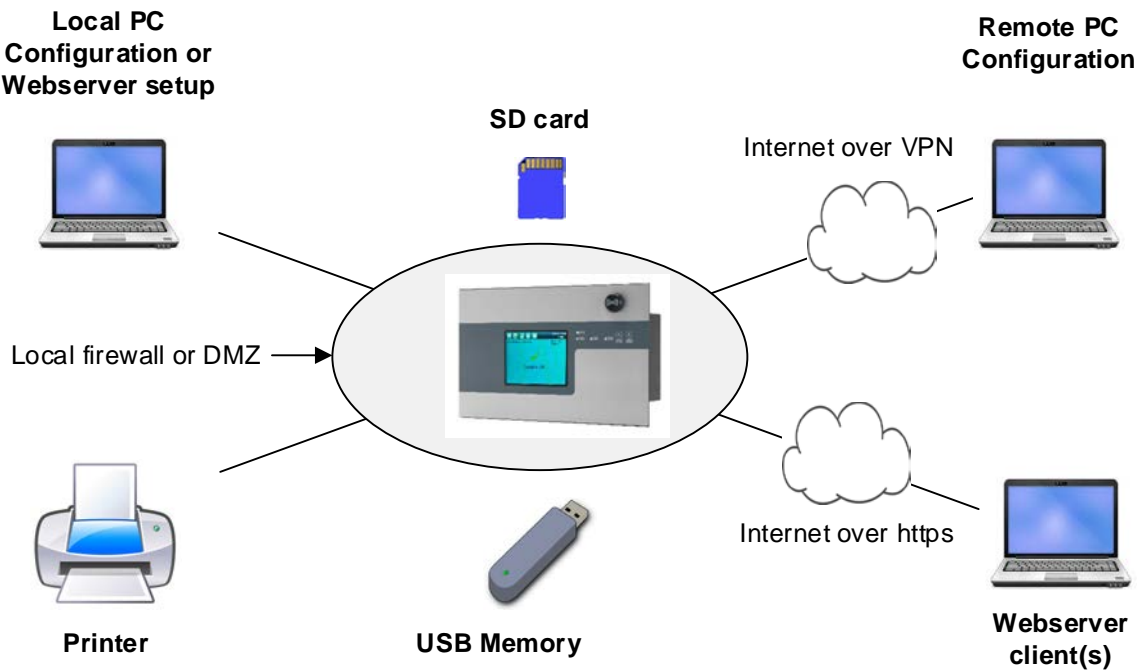 Local PC
Configuration or
Webserver setup
Remote PC
Configuration
SD card
Internet over VPN
Local firewall or DMZ
Internet over https
Printer
USB Memory
Webserver
client(s)